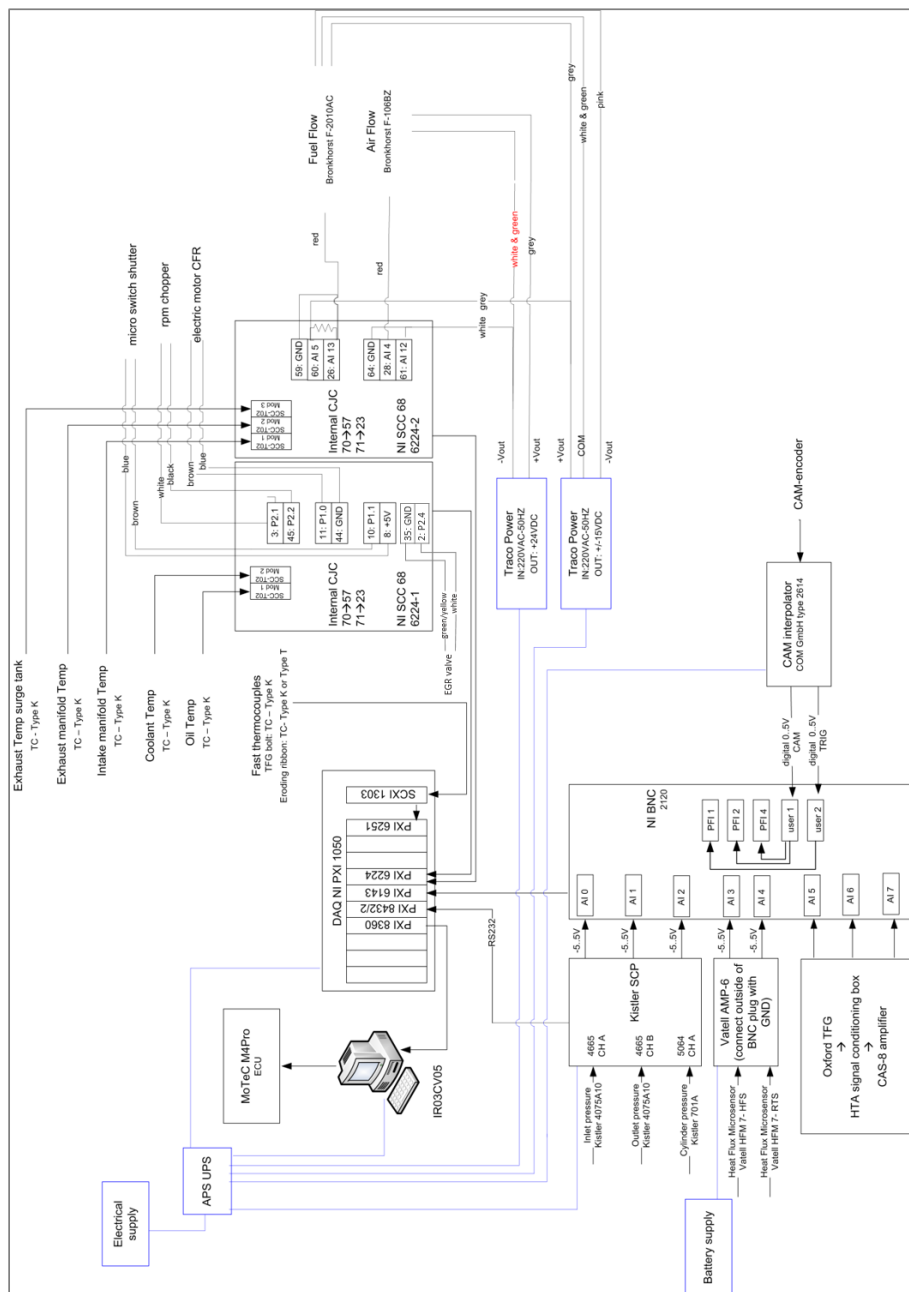 Electrical
supply
APS UPS
MoTeC M4Pro
ECU
IR03CV05
DAQ NI PXI 1050
PXI 8360
PXI 8432/2
PXI 6143
PXI 6224
PXI 6251
SCXI 1303
RS232
Fast thermocouples
TFG bolt: TC – Type K
Eroding ribbon: TC- Type K or Type T
Exhaust Temp surge tank
TC - Type K
Exhaust manifold Temp
TC – Type K
Intake manifold Temp
TC – Type K
Coolant Temp
TC – Type K
Oil Temp
TC – Type K
micro switch shutter
rpm chopper
electric motor CFR
blue
brown
white
black
brown
blue
Mod 1
SCC-T02
Mod 2
SCC-T02
3: P2.1
45: P2.2
11: P1.0
44: GND
10: P1.1
8: +5V
35: GND
2: P2.4
Internal CJC
70→57
71→23
NI SCC 68
6224-1
green/yellow
white
EGR valve
Mod 1
SCC-T02
Mod 2
SCC-T02
Mod 3
SCC-T02
59: GND
60: AI 5
26: AI 13
64: GND
28: AI 4
61: AI 12
Internal CJC
70→57
71→23
NI SCC 68
6224-2
red
red
white
grey
Fuel Flow
Bronkhorst F-2010AC
Air Flow
Bronkhorst F-106BZ
white & green
grey
grey
white & green
pink
-Vout
+Vout
+Vout
COM
-Vout
Traco Power
IN:220VAC-50HZ
OUT: +24VDC
Traco Power
IN:220VAC-50HZ
OUT: +/-15VDC
CAM-encoder
CAM interpolator
COM GmbH type 2614
digital 0..5V
CAM
digital 0..5V
TRIG
NI BNC
2120
PFI 1
PFI 2
PFI 4
user 1
user 2
AI 0
AI 1
AI 2
AI 3
AI 4
AI 5
AI 6
AI 7
-5..5V
-5..5V
-5..5V
-5..5V
-5..5V
Kistler SCP
4665
CH A
4665
CH B
5064
CH A
Inlet pressure
Kistler 4075A10
Outlet pressure
Kistler 4075A10
Cylinder pressure
Kistler 701A
Vatell AMP-6
(connect outside of
BNC plug with
GND)
Heat Flux Microsensor
Vatell HFM 7- HFS
Heat Flux Microsensor
Vatell HFM 7- RTS
Battery supply
Oxford TFG
→
HTA signal conditioning box
→
CAS-8 amplifier